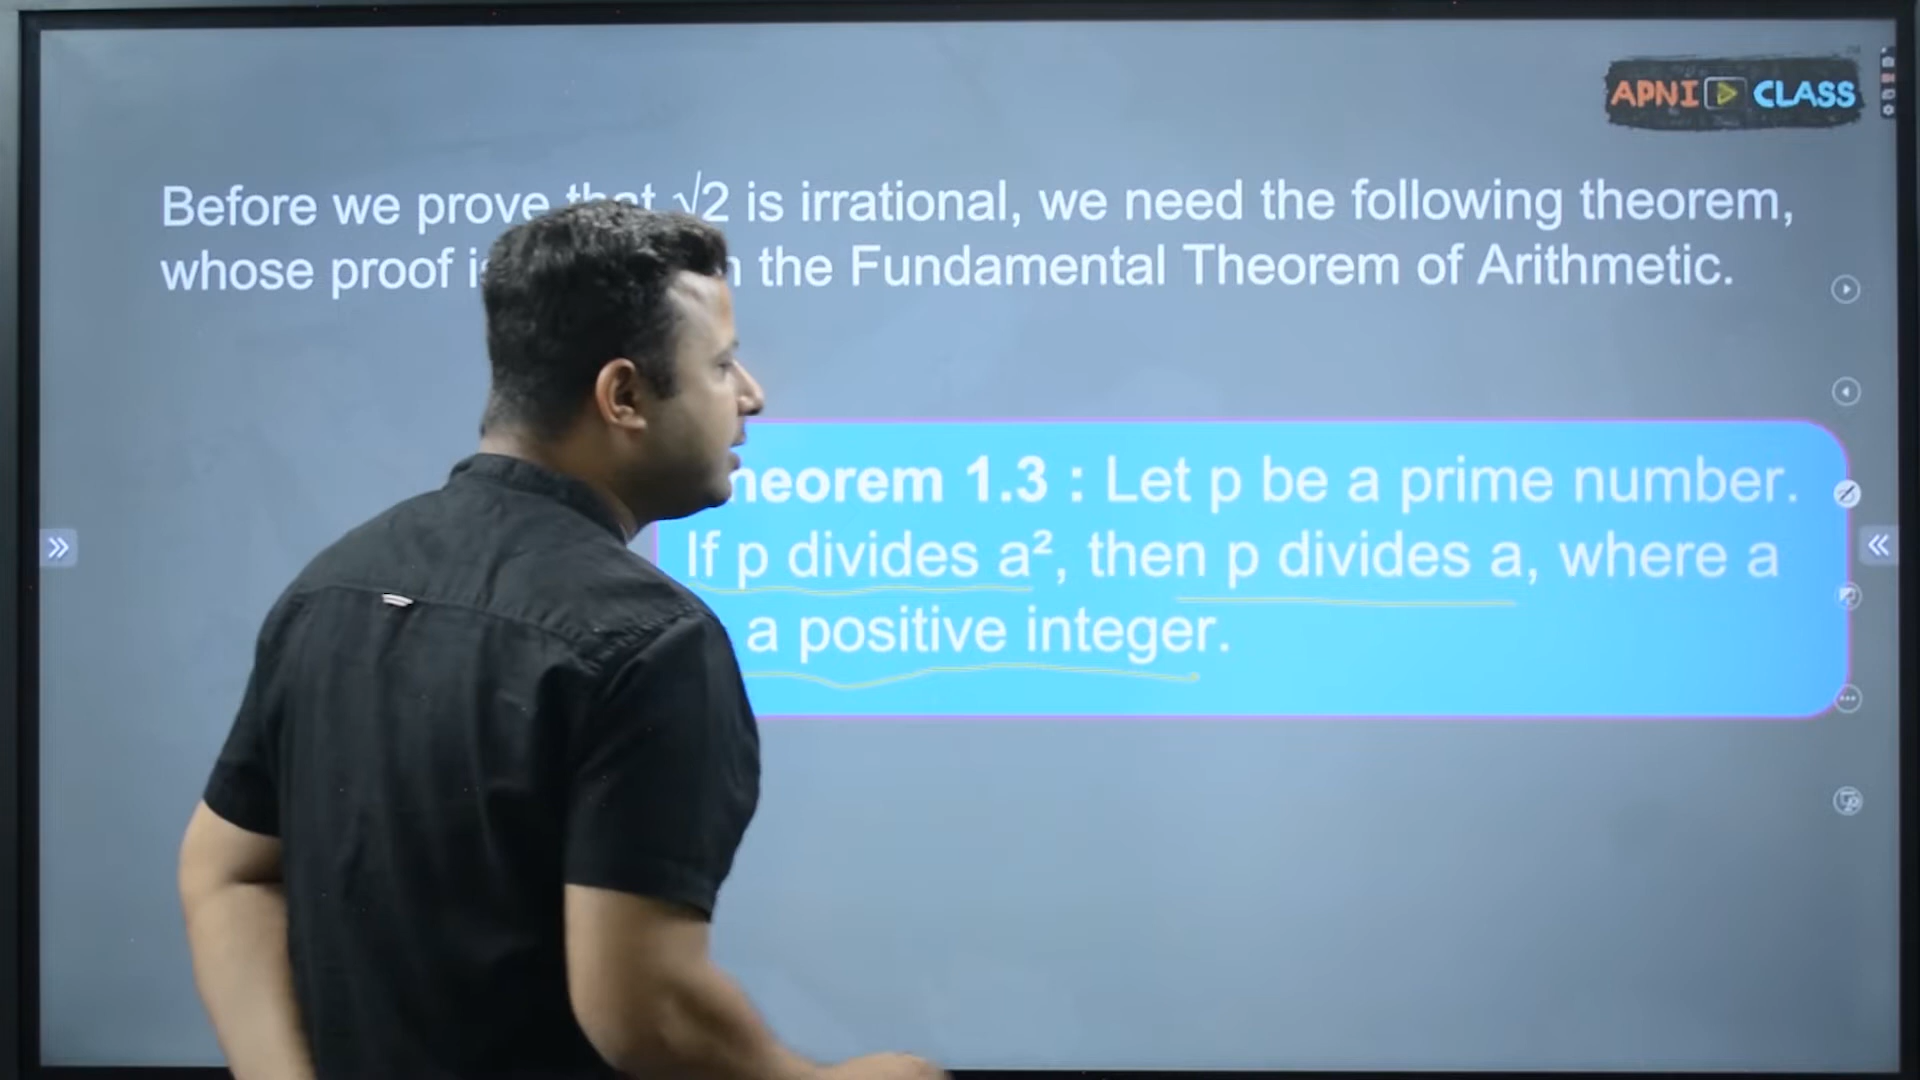 APNI CLASS
Before we prove that √2 is irrational, we need the following theorem,
whose proof the Fundamental Theorem of Arithmetic.
1.3 : Let p be a prime number.
If p divides a², then p divides a, where a
a positive integer.